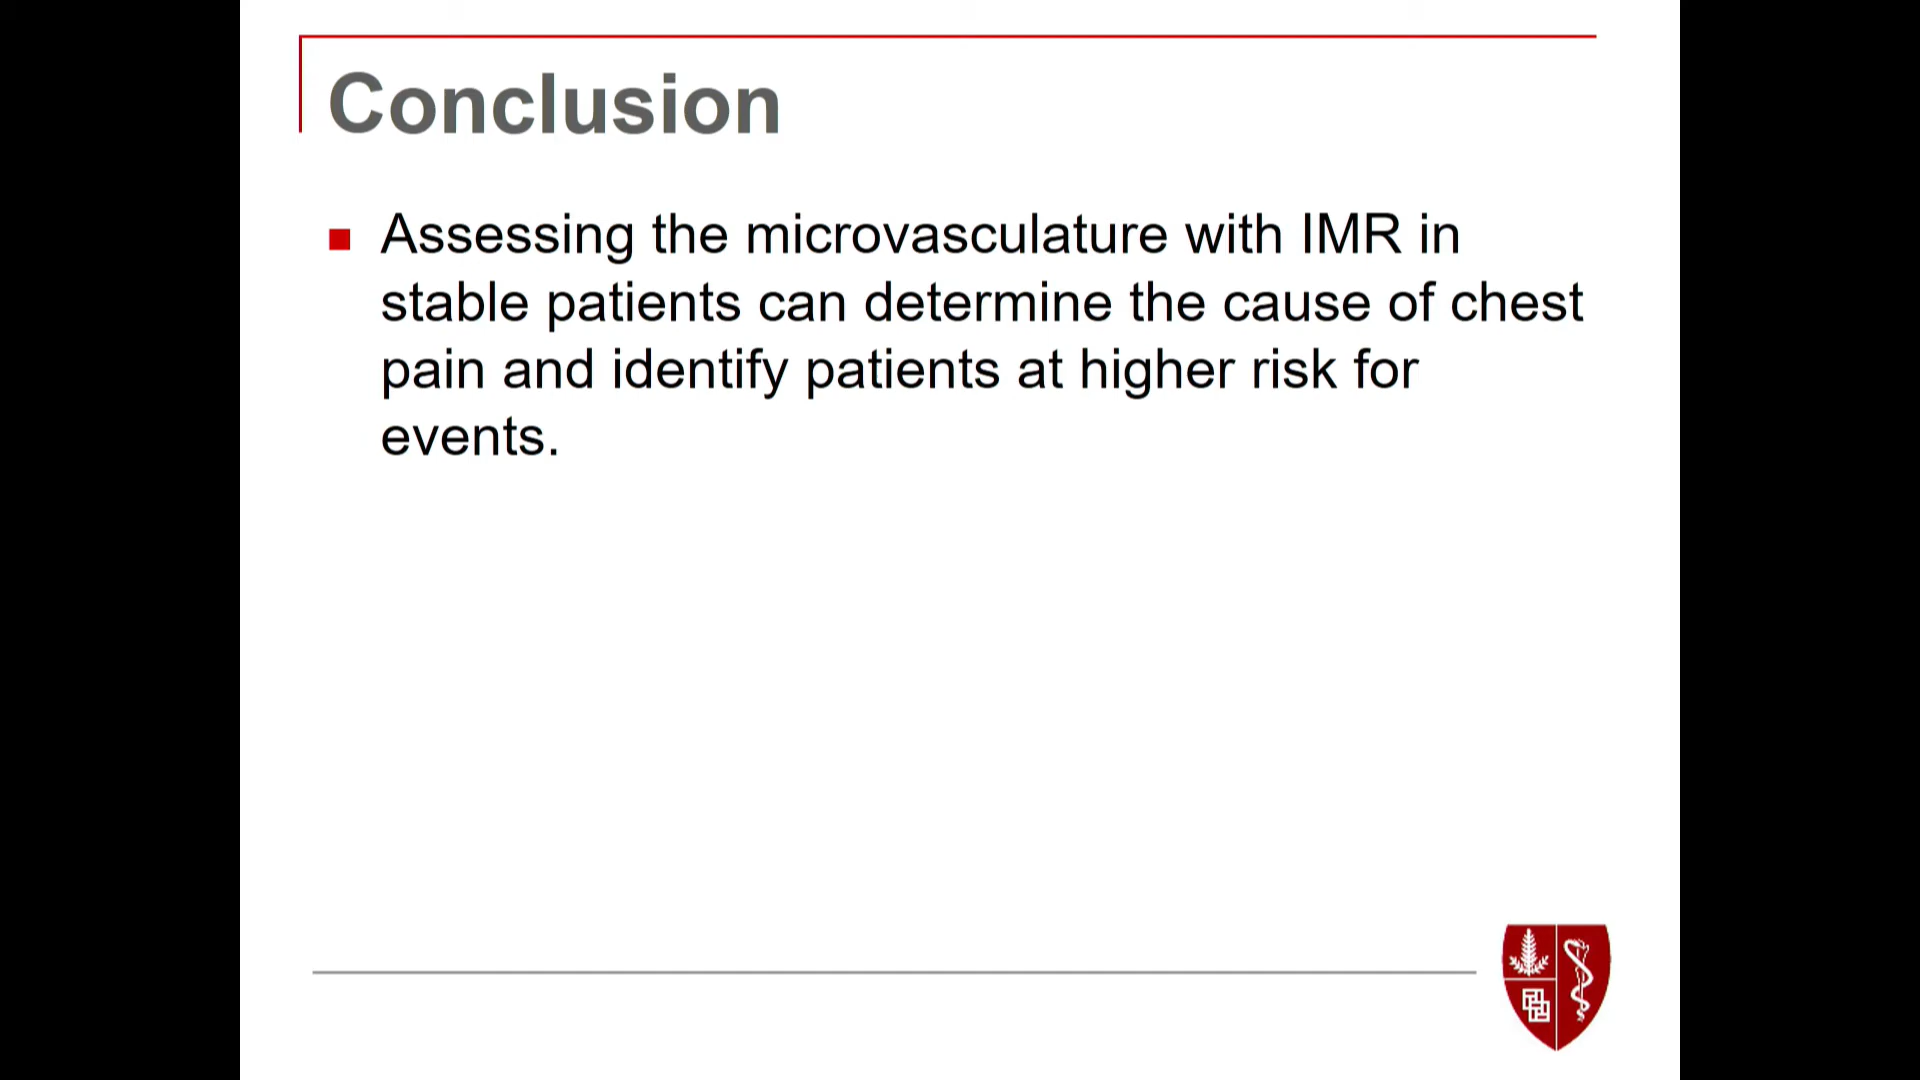 Conclusion
Assessing the microvasculature with IMR in
stable patients can determine the cause of chest
pain and identify patients at higher risk for
events.